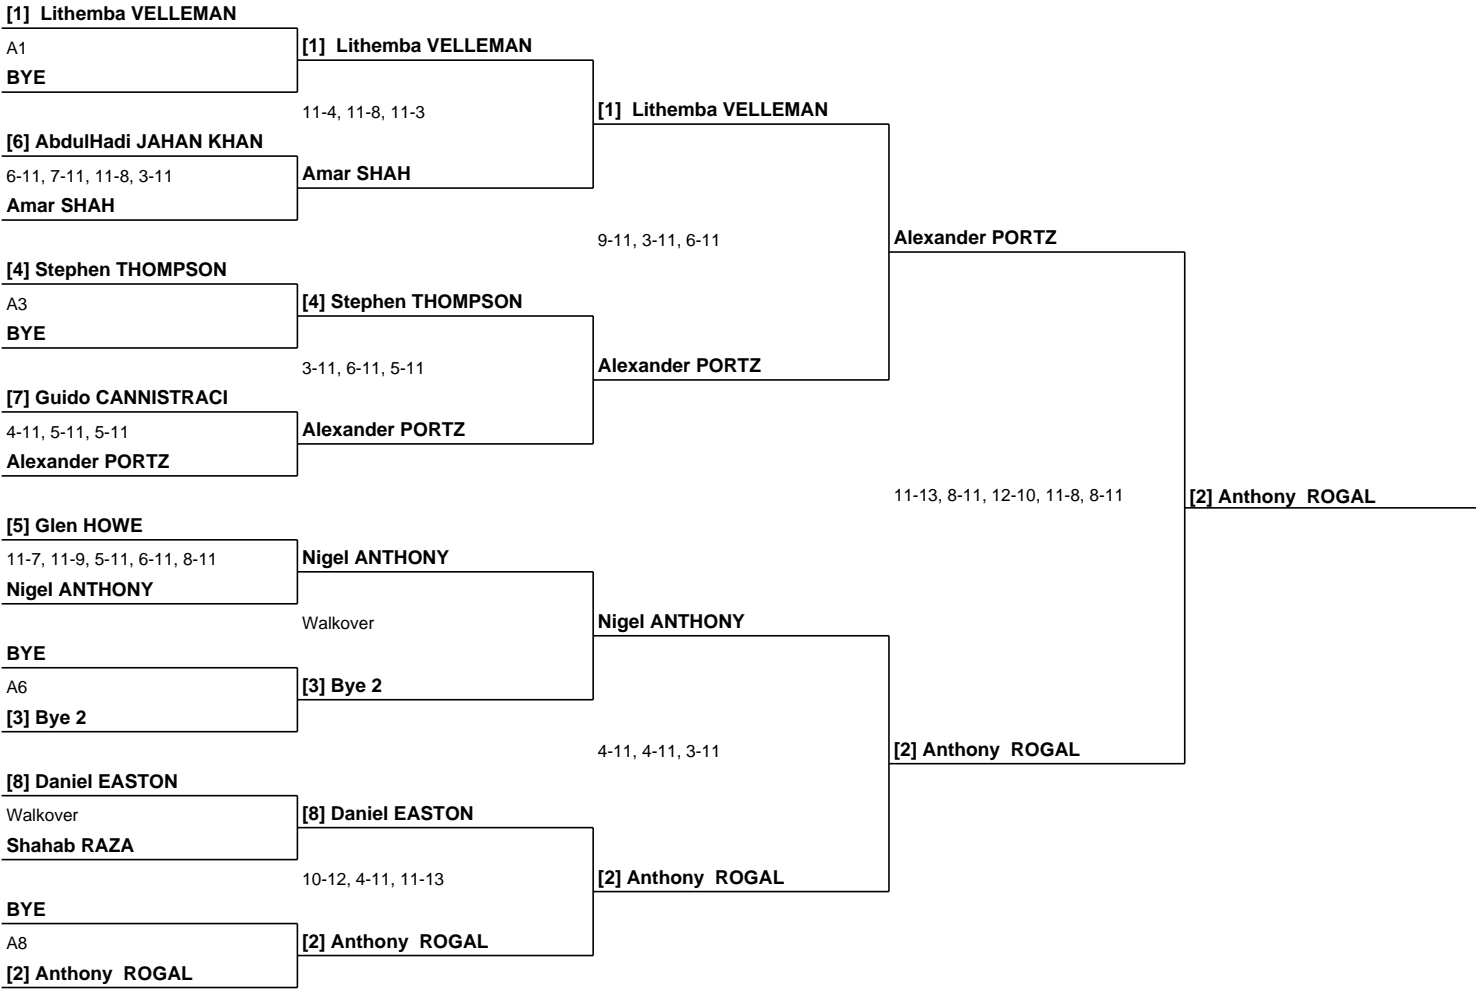 [1] Lithemba VELLEMAN
A1
BYE
[6] AbdulHadi JAHAN KHAN
6-11, 7-11, 11-8, 3-11
Amar SHAH
[4] Stephen THOMPSON
A3
BYE
[7] Guido CANNISTRACI
4-11, 5-11, 5-11
Alexander PORTZ
[5] Glen HOWE
11-7, 11-9, 5-11, 6-11, 8-11
Nigel ANTHONY
BYE
A6
[3] Bye 2
[8] Daniel EASTON
Walkover
Shahab RAZA
BYE
A8
[2] Anthony ROGAL
[1] Lithemba VELLEMAN
11-4, 11-8, 11-3
Amar SHAH
[4] Stephen THOMPSON
3-11, 6-11, 5-11
Alexander PORTZ
Nigel ANTHONY
Walkover
[3] Bye 2
[8] Daniel EASTON
10-12, 4-11, 11-13
[2] Anthony ROGAL
[1] Lithemba VELLEMAN
9-11, 3-11, 6-11
Alexander PORTZ
Nigel ANTHONY
4-11, 4-11, 3-11
[2] Anthony ROGAL
Alexander PORTZ
11-13, 8-11, 12-10, 11-8, 8-11
[2] Anthony ROGAL
[2] Anthony ROGAL